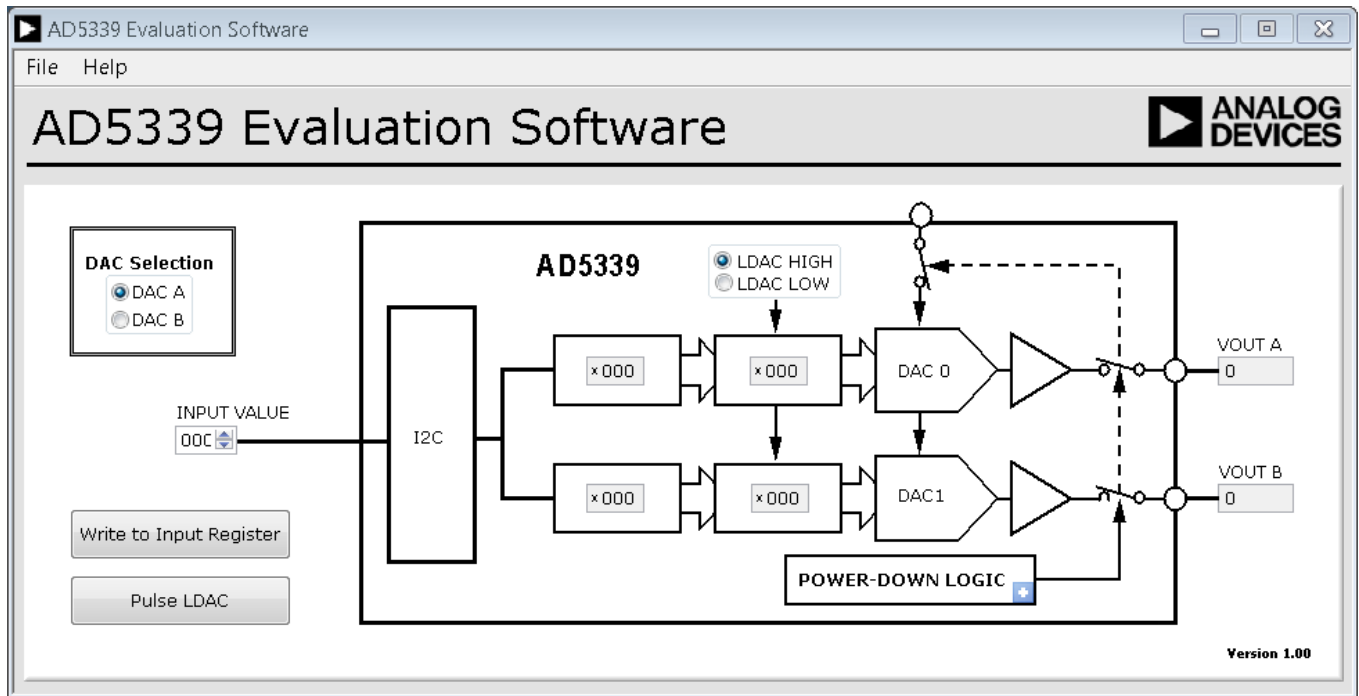 AD5339 Evaluation Software
File Help
AD5339 Evaluation Software
ANALOG
DEVICES
DAC Selection
DAC A
DAC B
AD5339
LDAC HIGH
LDAC LOW
INPUT VALUE
00C
I2C
x000
x000
DAC 0
VOUT A
0
x000
x000
DAC1
VOUT B
0
Write to Input Register
Pulse LDAC
POWER-DOWN LOGIC
Version 1.00